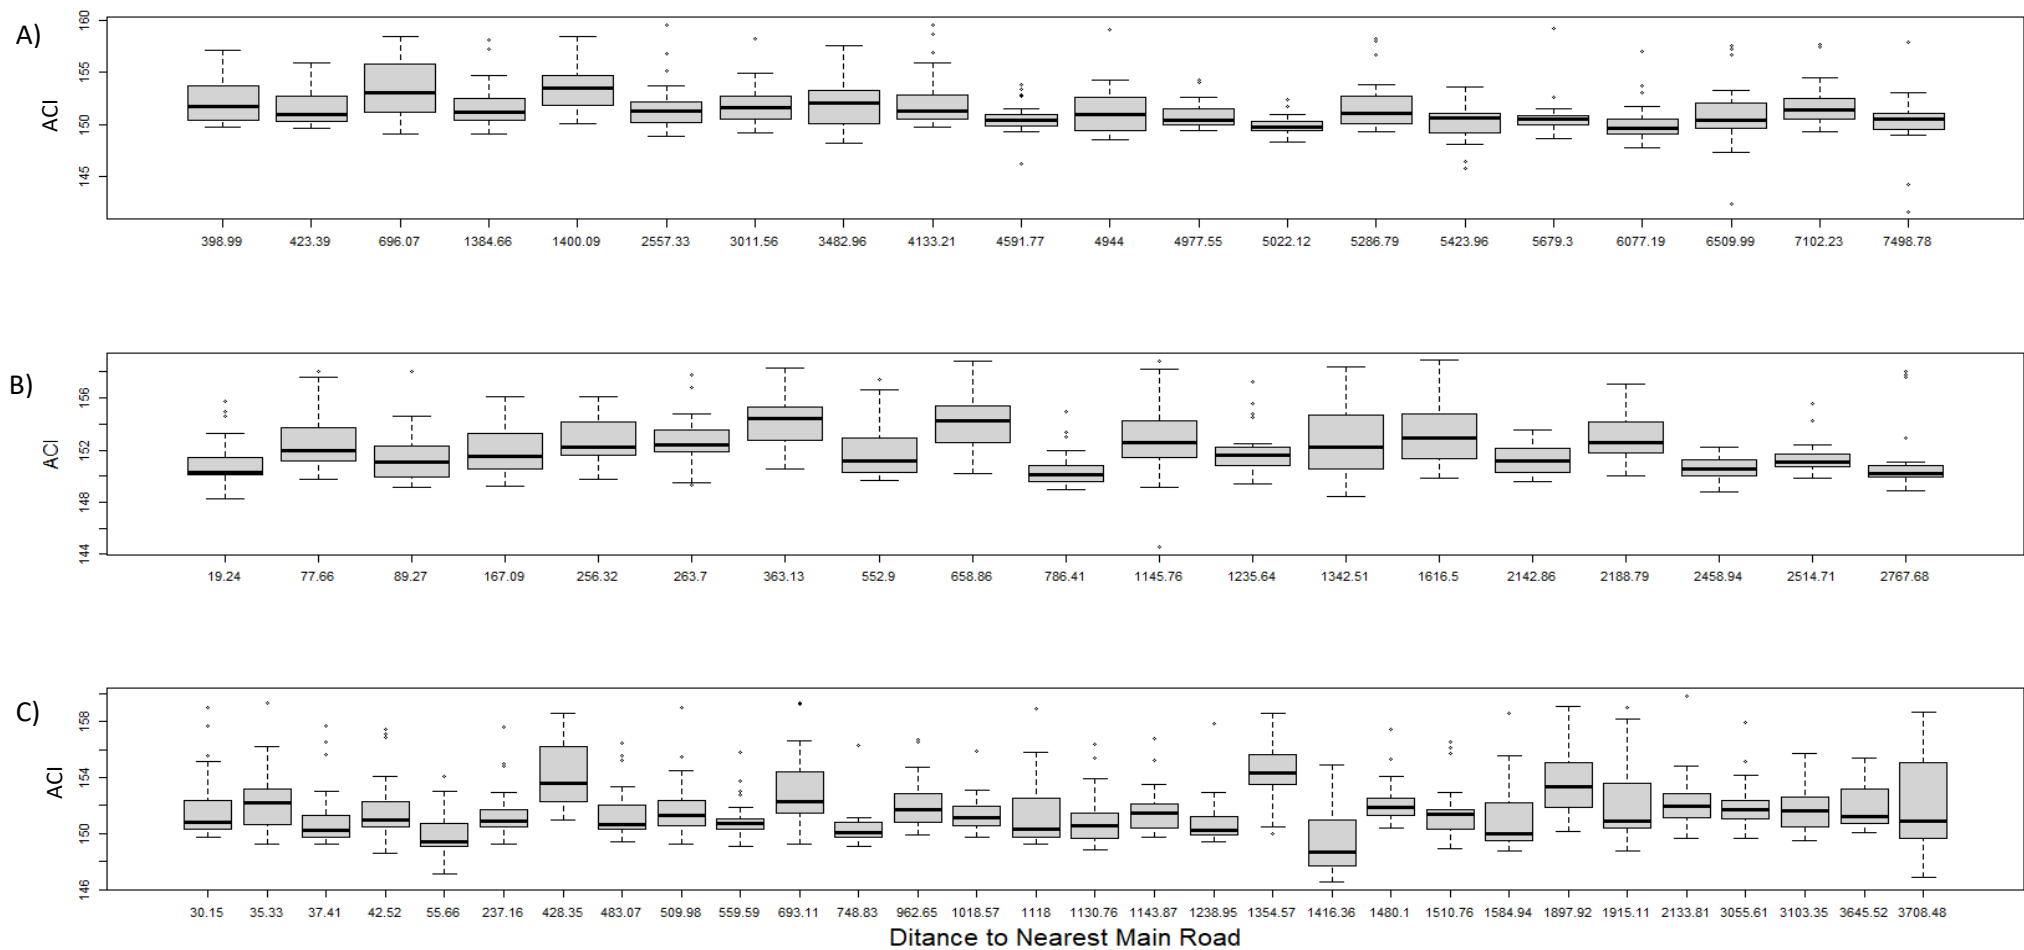 A)
ACI
160
155
150
145
398.99 423.39 696.07 1384.66 1400.09 2557.33 3011.56 3482.96 4133.21 4591.77 4944 4977.55 5022.12 5286.79 5423.96 5679.3 6077.19 6509.99 7102.23 7498.78
B)
ACI
156
152
148
144
19.24 77.66 89.27 167.09 256.32 263.7 363.13 552.9 658.86 786.41 1145.76 1235.64 1342.51 1616.5 2142.86 2188.79 2458.94 2514.71 2767.68
C)
ACI
158
154
150
146
30.15 35.33 37.41 42.52 55.66 237.16 428.35 483.07 509.98 559.59 693.11 748.83 962.65 1018.57 1118 1130.76 1143.87 1238.95 1354.57 1416.36 1480.1 1510.76 1584.94 1897.92 1915.11 2133.81 3055.61 3103.35 3645.52 3708.48
Ditance to Nearest Main Road